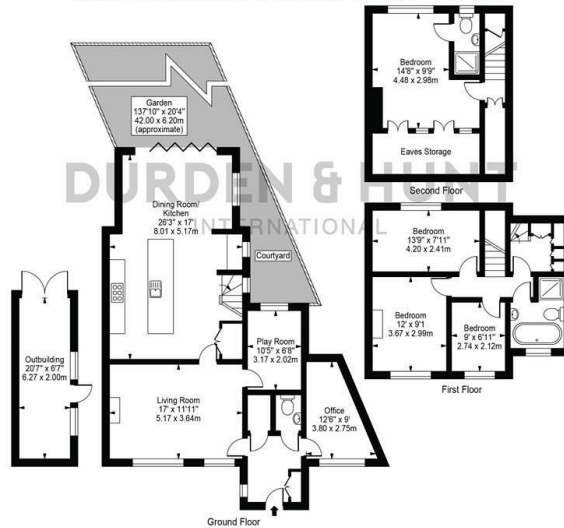 Garden
137'10" x 20'4"
42.00 x 6.20m
(approximate)
DURDEN & HUNT
INTERNATIONAL
Dining Room/
Kitchen
26'3" x 17'
8.01 x 5.17m
Courtyard
Outbuilding
20'7" x 6'7"
6.27 x 2.00m
Play Room
10'5" x 6'8"
3.17 x 2.02m
Living Room
17' x 11'11"
5.17 x 3.64m
Office
12'6" x 9'
3.80 x 2.75m
Ground Floor
Bedroom
14'8" x 9'9"
4.48 x 2.98m
Eaves Storage
Second Floor
Bedroom
13'9" x 7'11"
4.20 x 2.41m
Bedroom
12' x 9'1
3.67 x 2.99m
Bedroom
9' x 6'11"
2.74 x 2.12m
First Floor